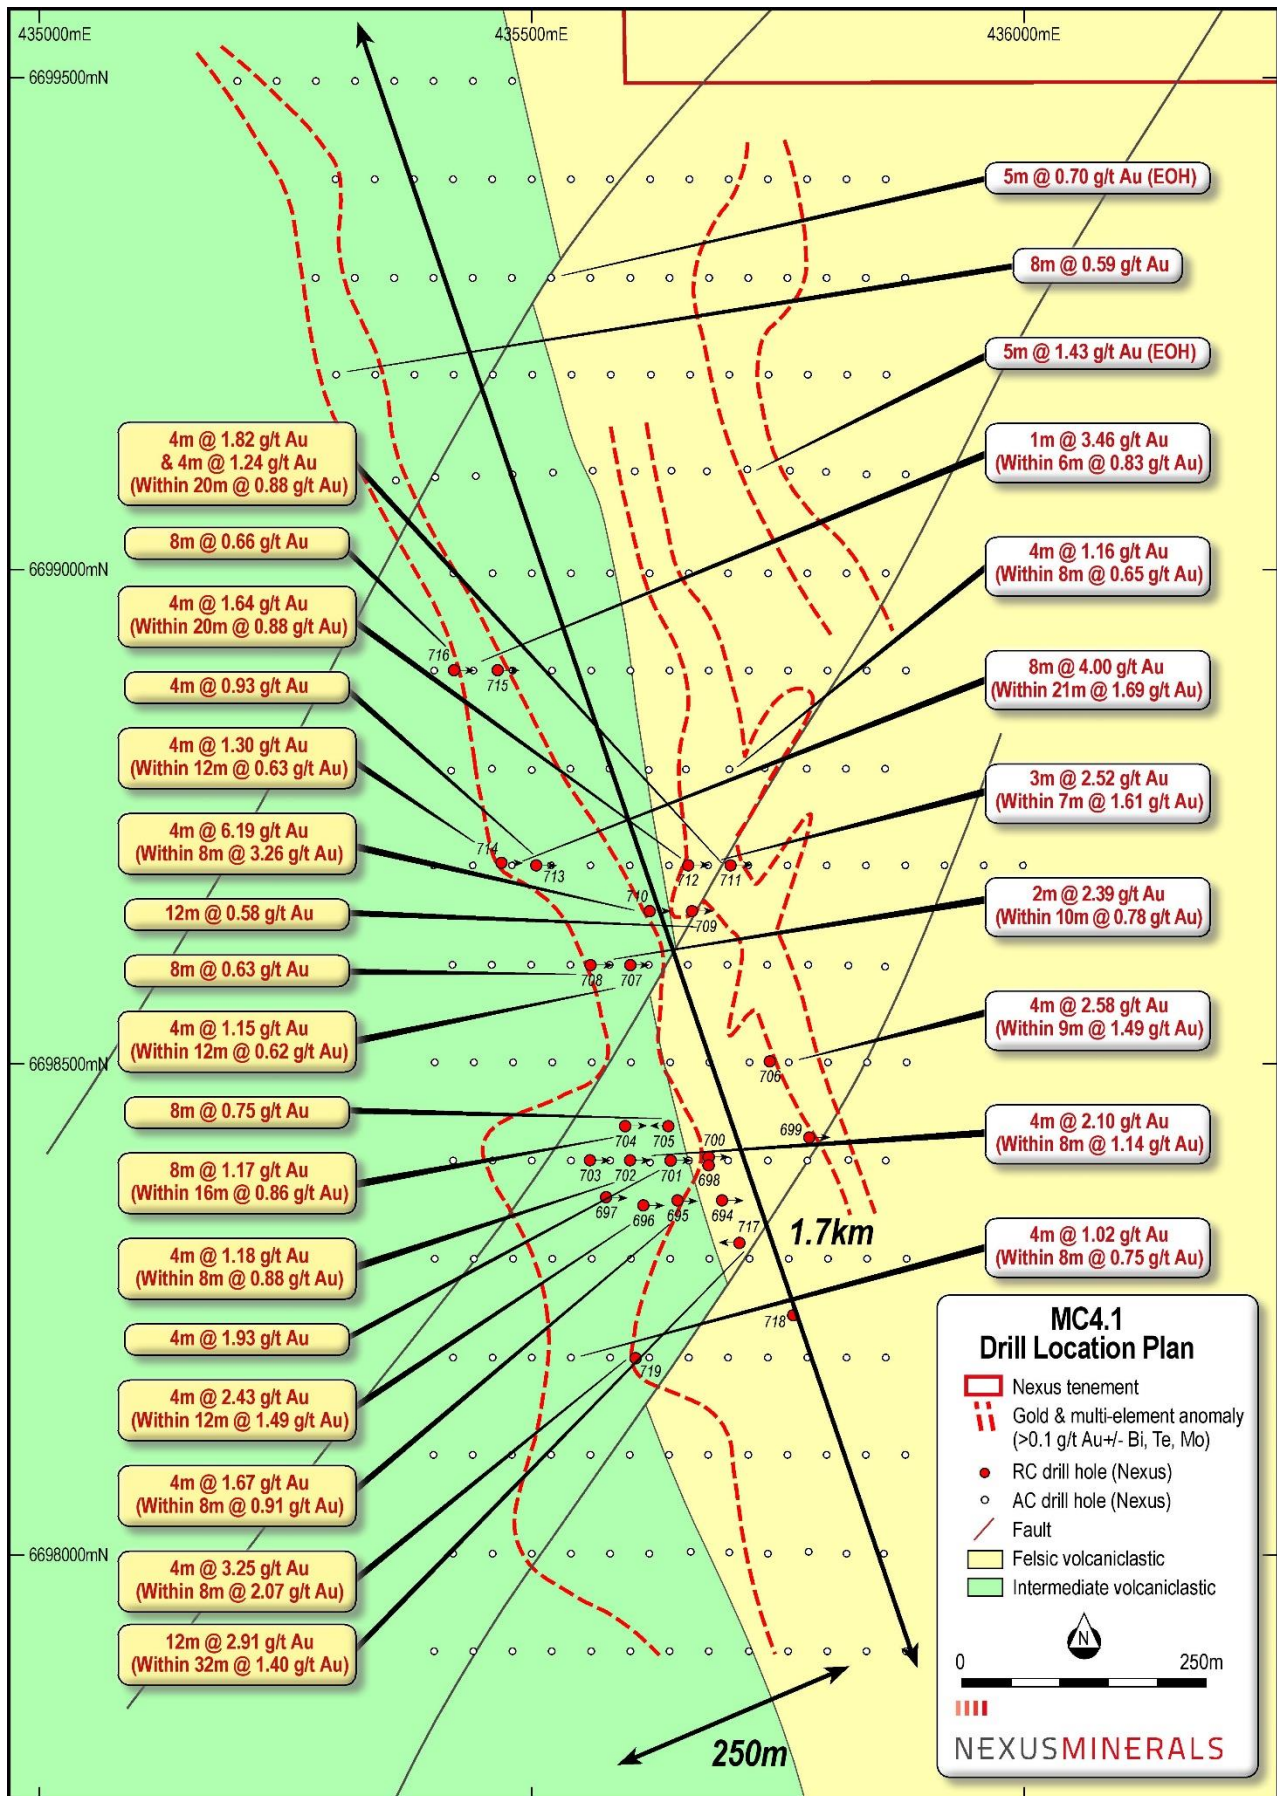 435000mE
435500mE
436000mE
6699500mN
6699000mN
6698500mN
6698000mN
5m @ 0.70 g/t Au (EOH)
8m @ 0.59 g/t Au
5m @ 1.43 g/t Au (EOH)
1m @ 3.46 g/t Au
(Within 6m @ 0.83 g/t Au)
4m @ 1.16 g/t Au
(Within 8m @ 0.65 g/t Au)
8m @ 4.00 g/t Au
(Within 21m @ 1.69 g/t Au)
3m @ 2.52 g/t Au
(Within 7m @ 1.61 g/t Au)
2m @ 2.39 g/t Au
(Within 10m @ 0.78 g/t Au)
4m @ 2.58 g/t Au
(Within 9m @ 1.49 g/t Au)
4m @ 2.10 g/t Au
(Within 8m @ 1.14 g/t Au)
4m @ 1.02 g/t Au
(Within 8m @ 0.75 g/t Au)
4m @ 1.82 g/t Au
& 4m @ 1.24 g/t Au
(Within 20m @ 0.88 g/t Au)
8m @ 0.66 g/t Au
4m @ 1.64 g/t Au
(Within 20m @ 0.88 g/t Au)
4m @ 0.93 g/t Au
4m @ 1.30 g/t Au
(Within 12m @ 0.63 g/t Au)
4m @ 6.19 g/t Au
(Within 8m @ 3.26 g/t Au)
12m @ 0.58 g/t Au
8m @ 0.63 g/t Au
4m @ 1.15 g/t Au
(Within 12m @ 0.62 g/t Au)
8m @ 0.75 g/t Au
8m @ 1.17 g/t Au
(Within 16m @ 0.86 g/t Au)
4m @ 1.18 g/t Au
(Within 8m @ 0.88 g/t Au)
4m @ 1.93 g/t Au
4m @ 2.43 g/t Au
(Within 12m @ 1.49 g/t Au)
4m @ 1.67 g/t Au
(Within 8m @ 0.91 g/t Au)
4m @ 3.25 g/t Au
(Within 8m @ 2.07 g/t Au)
12m @ 2.91 g/t Au
(Within 32m @ 1.40 g/t Au)
716
715
714
713
712
711
710
709
708
707
706
704
705
700
699
703
702
701
698
697
696
695
694
717
718
719
1.7km
250m
MC4.1
Drill Location Plan
Nexus tenement
Gold & multi-element anomaly
(>0.1 g/t Au+/- Bi, Te, Mo)
RC drill hole (Nexus)
AC drill hole (Nexus)
Fault
Felsic volcaniclastic
Intermediate volcaniclastic
N
0
250m
NEXUSMINERALS